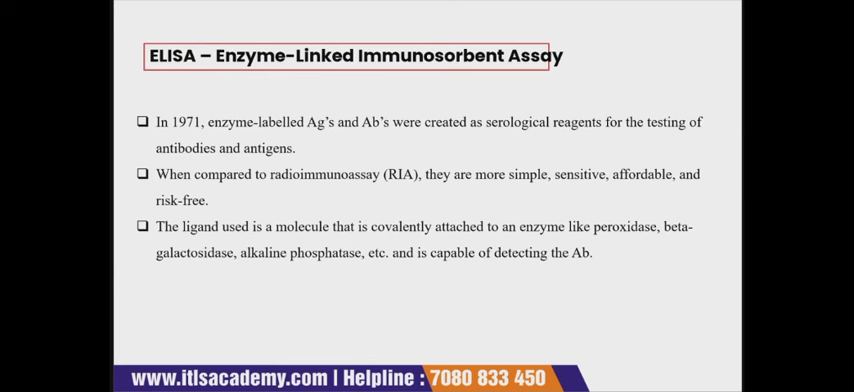 ELISA – Enzyme-Linked Immunosorbent Assay
In 1971, enzyme-labelled Ag's and Ab's were created as serological reagents for the testing of
antibodies and antigens.
When compared to radioimmunoassay (RIA), they are more simple, sensitive, affordable, and
risk-free.
The ligand used is a molecule that is covalently attached to an enzyme like peroxidase, beta-
galactosidase, alkaline phosphatase, etc. and is capable of detecting the Ab.
www.itlsacademy.com | Helpline : 7080 833 450